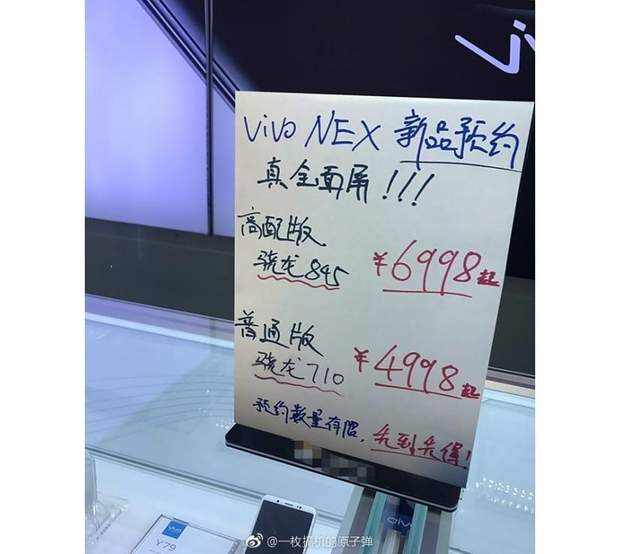 vivo NEX 新品预约
真全面屏!!!
高配版
骁龙845 ¥6998起
普通版
骁龙710 ¥4998起
预约数量有限, 先到先得!
vivo
Y79
vivo
@一枚搞机的原子弹